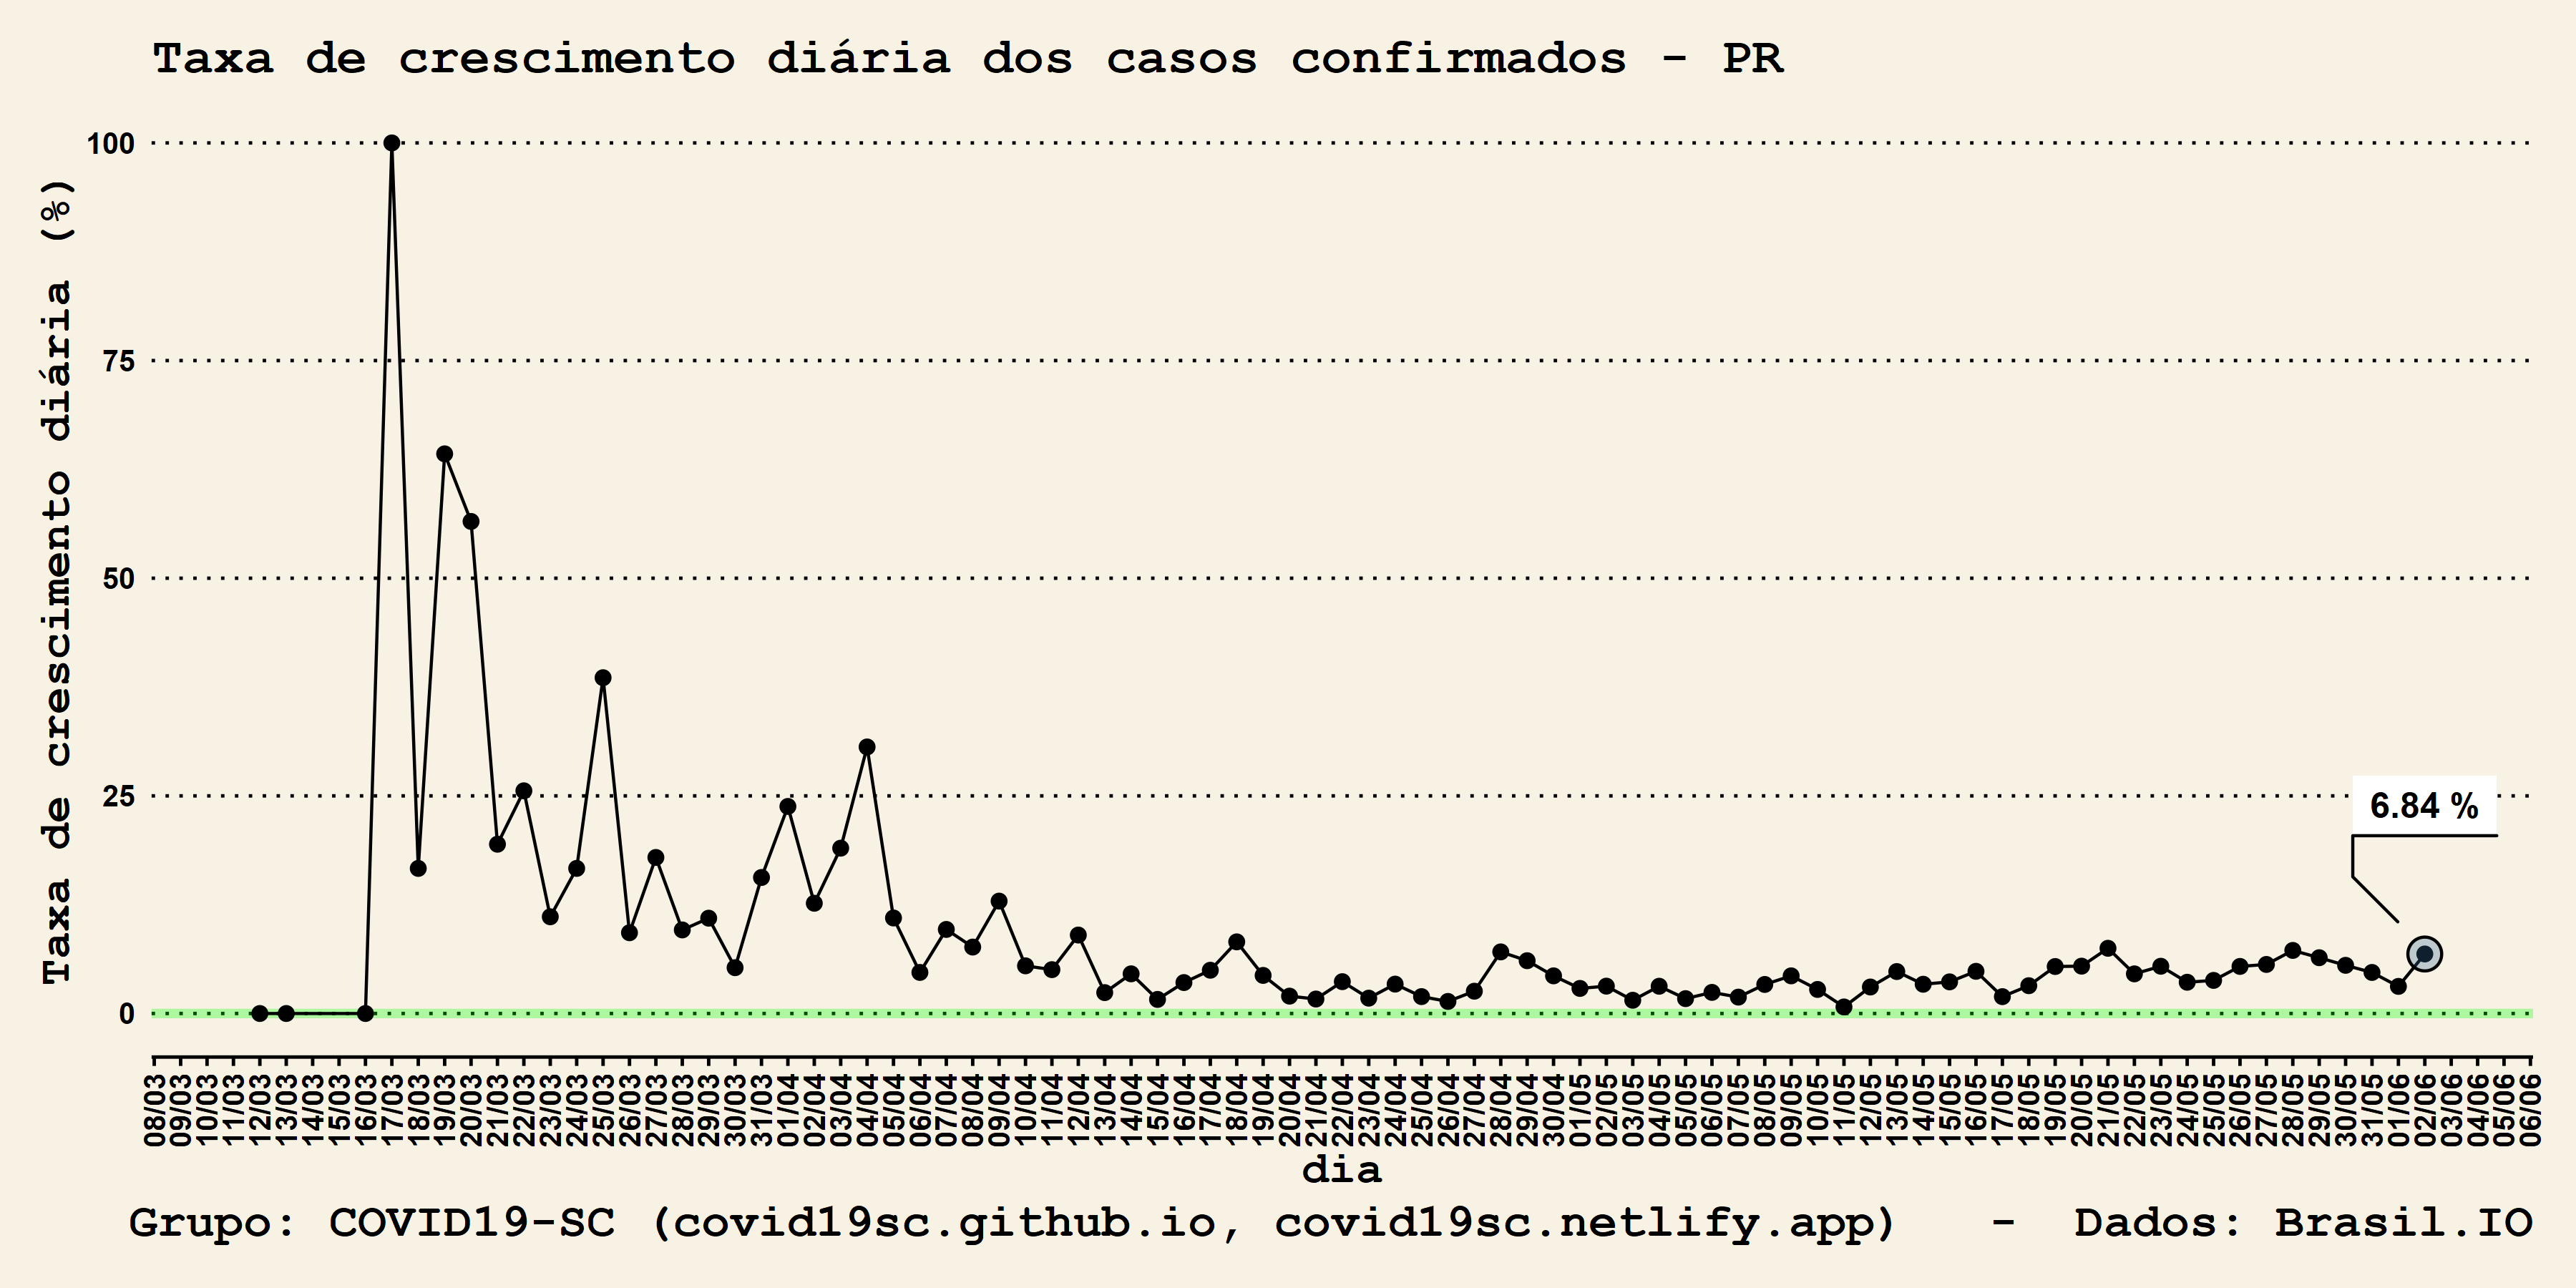 Taxa de crescimento diária dos casos confirmados - PR
Taxa de crescimento diária (%)
100
75
50
25
0
6.84 %
08/03 09/03 10/03 11/03 12/03 13/03 14/03 15/03 16/03 17/03 18/03 19/03 20/03 21/03 22/03 23/03 24/03 25/03 26/03 27/03 28/03 29/03 30/03 31/03 01/04 02/04 03/04 04/04 05/04 06/04 07/04 08/04 09/04 10/04 11/04 12/04 13/04 14/04 15/04 16/04 17/04 18/04 19/04 20/04 21/04 22/04 23/04 24/04 25/04 26/04 27/04 28/04 29/04 30/04 01/05 02/05 03/05 04/05 05/05 06/05 07/05 08/05 09/05 10/05 11/05 12/05 13/05 14/05 15/05 16/05 17/05 18/05 19/05 20/05 21/05 22/05 23/05 24/05 25/05 26/05 27/05 28/05 29/05 30/05 31/05 01/06 02/06 03/06 04/06 05/06 06/06
dia
Grupo: COVID19-SC (covid19sc.github.io, covid19sc.netlify.app) - Dados: Brasil.IO